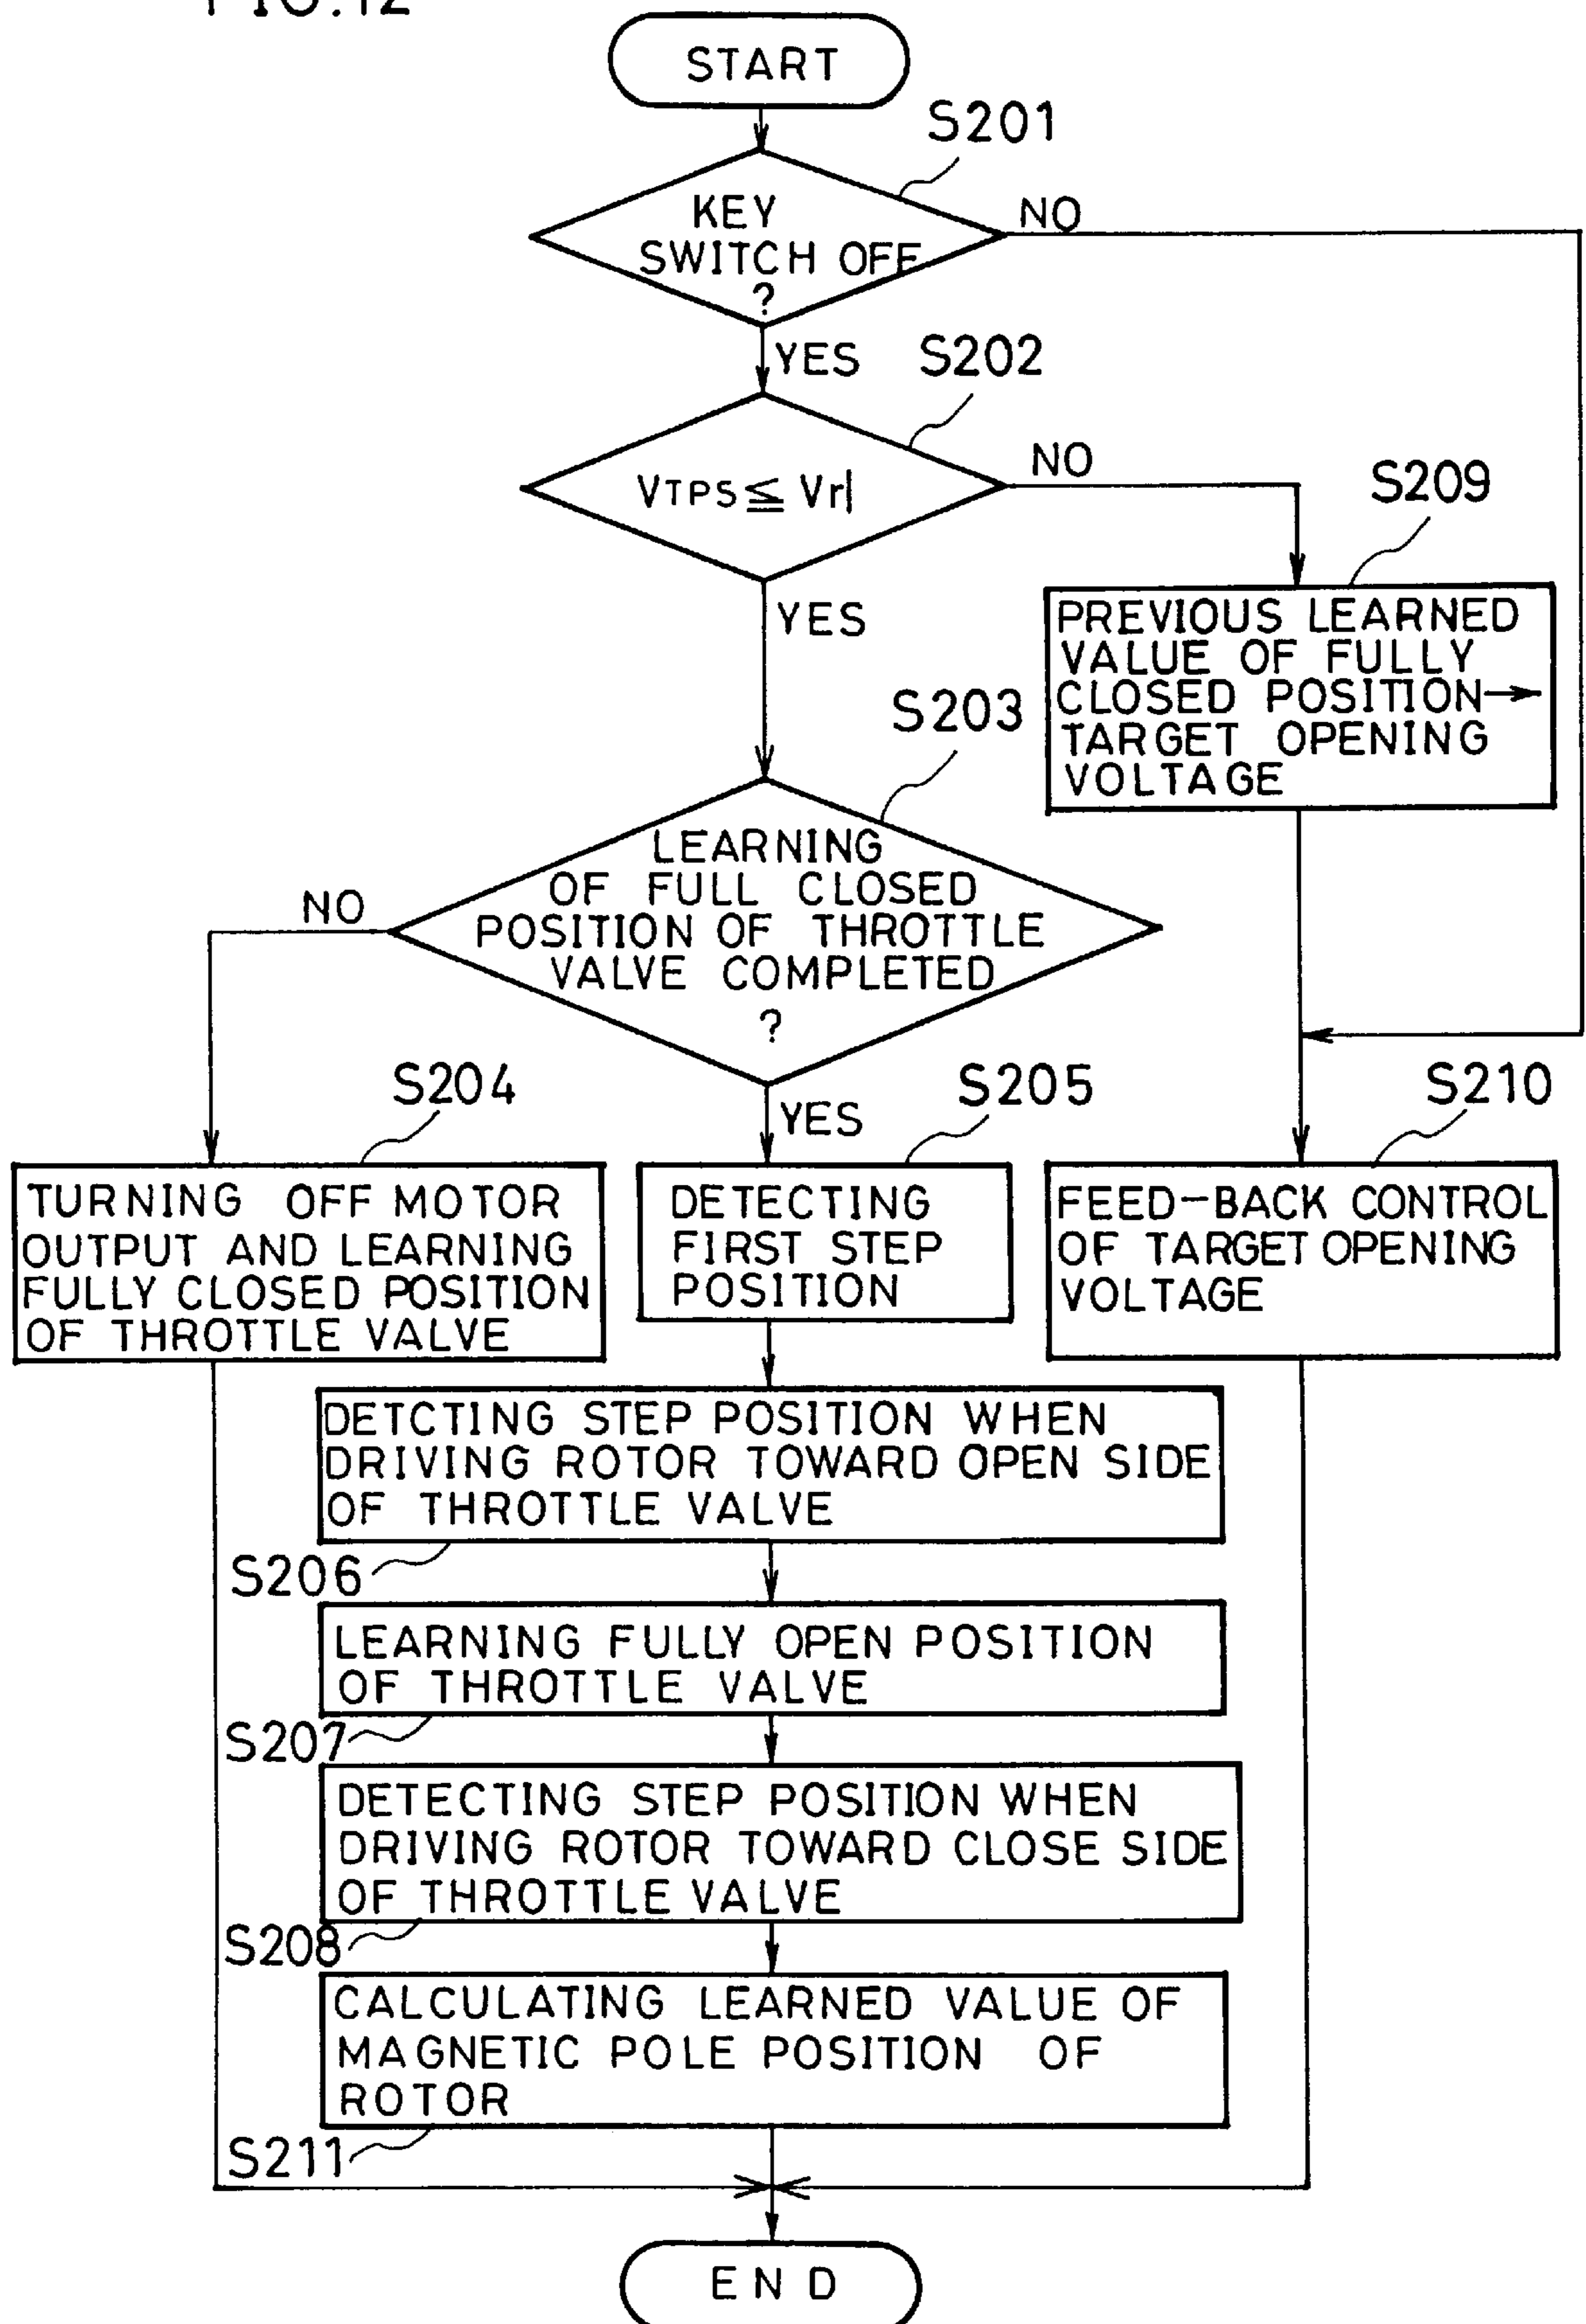 FIG.12
START
S201
KEY
SWITCH OFF
?
NO
YES
S202
VTPS≦ Vrl
NO
YES
S209
PREVIOUS LEARNED
VALUE OF FULLY
CLOSED POSITION→
TARGET OPENING
VOLTAGE
S203
LEARNING
OF FULL CLOSED
POSITION OF THROTTLE
VALVE COMPLETED
?
NO
YES
S204
TURNING OFF MOTOR
OUTPUT AND LEARNING
FULLY CLOSED POSITION
OF THROTTLE VALVE
S205
DETECTING
FIRST STEP
POSITION
S210
FEED-BACK CONTROL
OF TARGET OPENING
VOLTAGE
DETCTING STEP POSITION WHEN
DRIVING ROTOR TOWARD OPEN SIDE
OF THROTTLE VALVE
S206
LEARNING FULLY OPEN POSITION
OF THROTTLE VALVE
S207
DETECTING STEP POSITION WHEN
DRIVING ROTOR TOWARD CLOSE SIDE
OF THROTTLE VALVE
S208
CALCULATING LEARNED VALUE OF
MAGNETIC POLE POSITION OF
ROTOR
S211
END